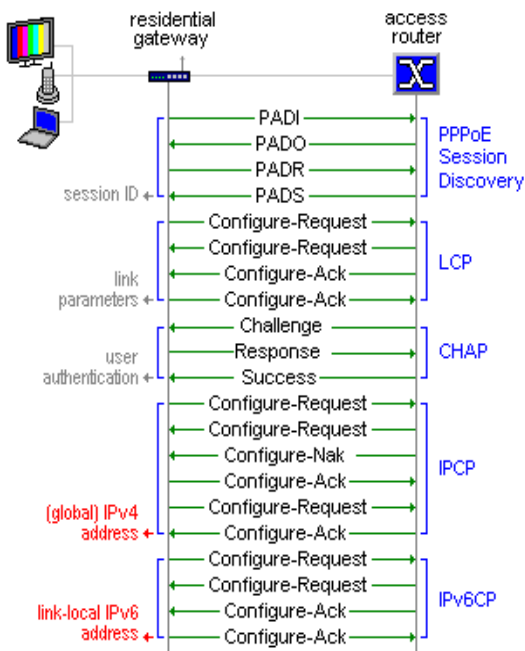 residential
gateway
access
router
PADI
PADO
PADR
PADS
PPPoE
Session
Discovery
session ID
Configure-Request
Configure-Request
Configure-Ack
Configure-Ack
LCP
link
parameters
Challenge
Response
Success
CHAP
user
authentication
Configure-Request
Configure-Request
Configure-Nak
Configure-Ack
Configure-Request
Configure-Ack
IPCP
(global) IPv4
address
Configure-Request
Configure-Request
Configure-Ack
Configure-Ack
IPv6CP
link-local IPv6
address